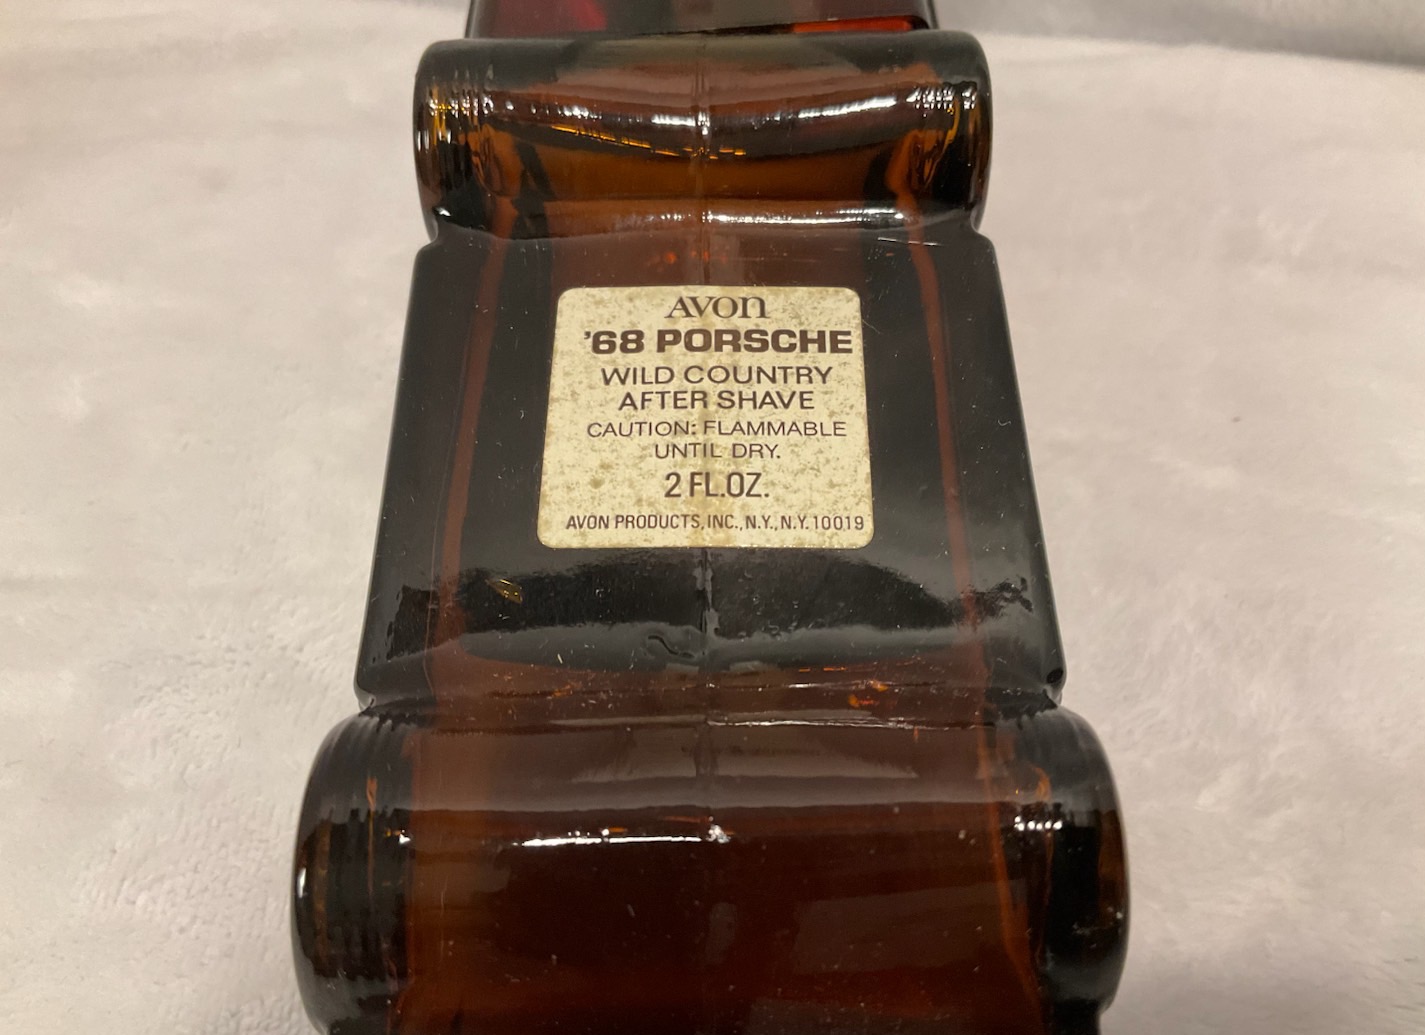 AVON
'68 PORSCHE
WILD COUNTRY
AFTER SHAVE
CAUTION: FLAMMABLE
UNTIL DRY.
2 FL.OZ.
AVON PRODUCTS, INC., N.Y., N.Y. 10019